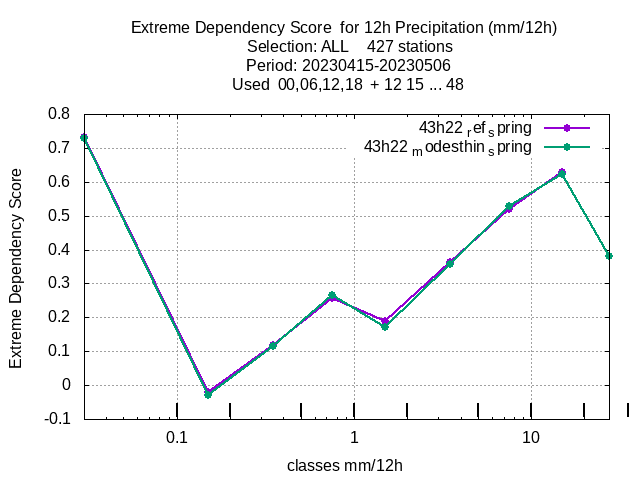 Extreme Dependency Score  for 12h Precipitation (mm/12h)
Selection: ALL    427 stations
Period: 20230415-20230506
Used  00,06,12,18  + 12 15 ... 48
43h22 ref spring
43h22 modesthin spring
0.8
0.7
0.6
0.5
0.4
0.3
0.2
0.1
0
-0.1
Extreme Dependency Score
0.1 1 10
classes mm/12h